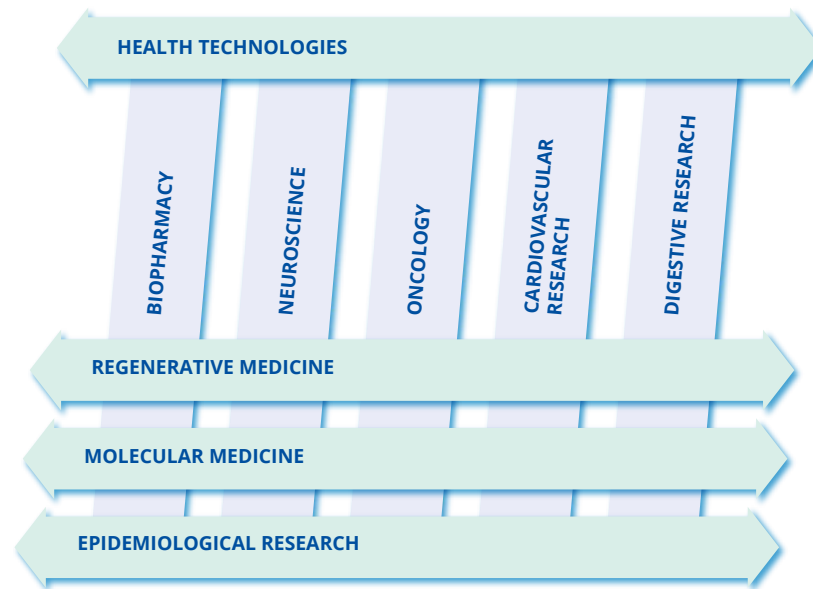 HEALTH TECHNOLOGIES
BIOPHARMACY
NEUROSCIENCE
ONCOLOGY
CARDIOVASCULAR
RESEARCH
DIGESTIVE RESEARCH
REGENERATIVE MEDICINE
MOLECULAR MEDICINE
EPIDEMIOLOGICAL RESEARCH